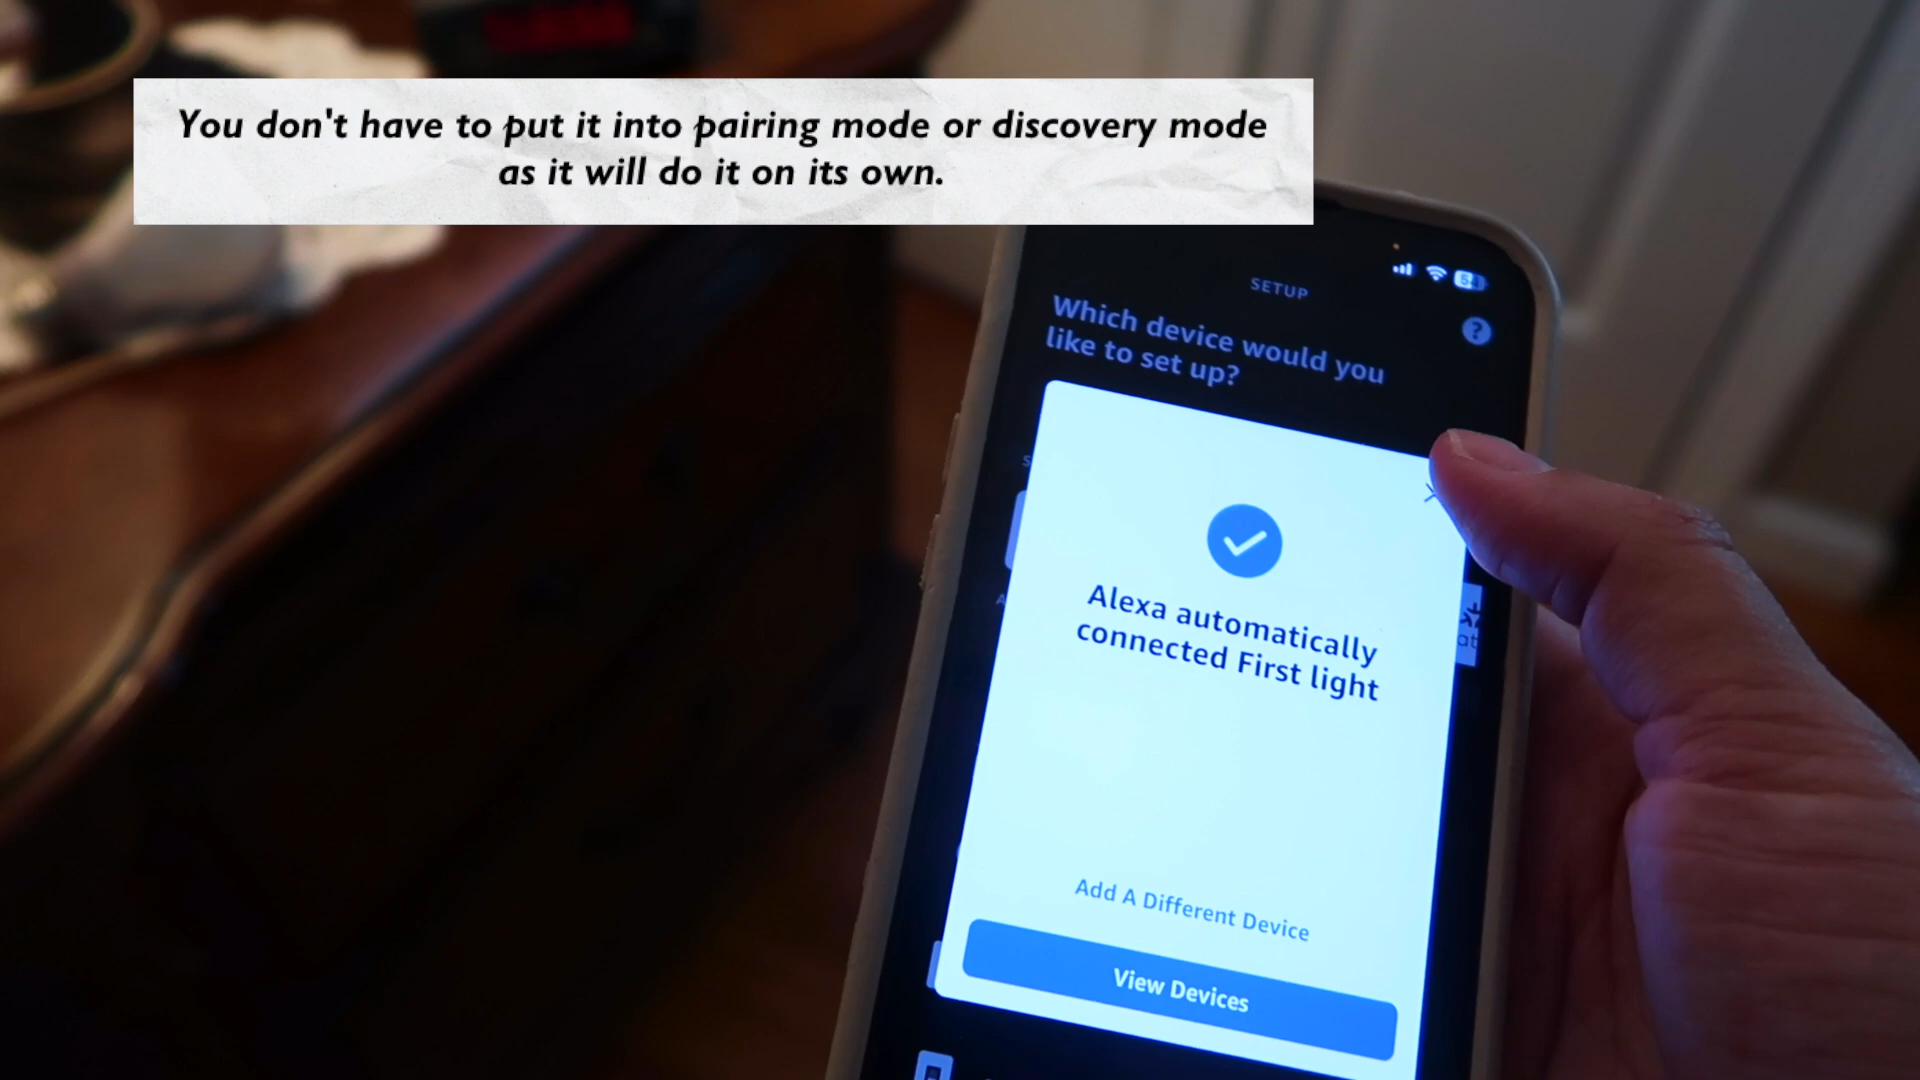 You don't have to put it into pairing mode or discovery mode
as it will do it on its own.
SETUP
Which device would you
like to set up?
Alexa automatically
connected First light
Add A Different Device
View Devices